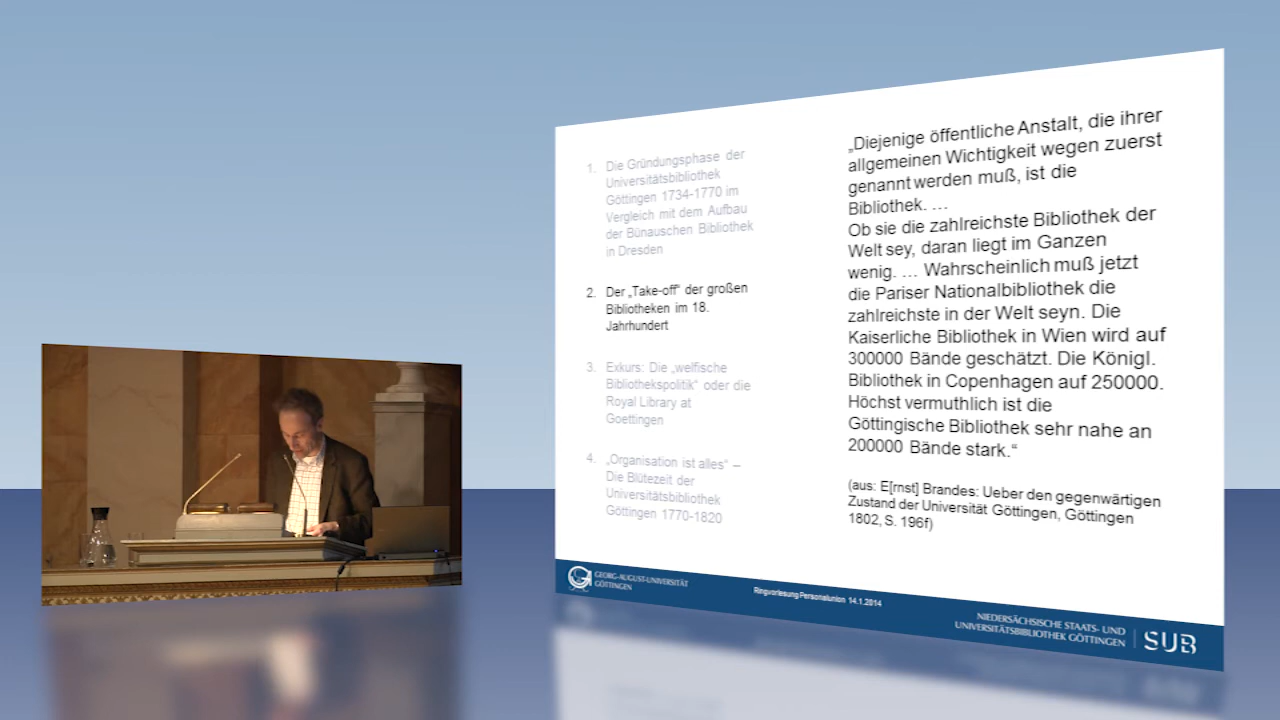 1. Die Gründungsphase der
Universitätsbibliothek
Göttingen 1734-1770 im
Vergleich mit dem Aufbau
der Bünauschen Bibliothek
in Dresden
2. Der „Take-off“ der großen
Bibliotheken im 18.
Jahrhundert
3. Exkurs: Die „welfische
Bibliothekspolitik“ oder die
Royal Library at
Goettingen
4. „Organisation ist alles“ –
Die Blütezeit der
Universitätsbibliothek
Göttingen 1770-1820
„Diejenige öffentliche Anstalt, die ihrer
allgemeinen Wichtigkeit wegen zuerst
genannt werden muß, ist die
Bibliothek. …
Ob sie die zahlreichste Bibliothek der
Welt sey, daran liegt im Ganzen
wenig. … Wahrscheinlich muß jetzt
die Pariser Nationalbibliothek die
zahlreichste in der Welt seyn. Die
Kaiserliche Bibliothek in Wien wird auf
300000 Bände geschätzt. Die Königl.
Bibliothek in Copenhagen auf 250000.
Höchst vermuthlich ist die
Göttingische Bibliothek sehr nahe an
200000 Bände stark.“
(aus: E[rnst] Brandes: Ueber den gegenwärtigen
Zustand der Universität Göttingen, Göttingen
1802, S. 196f)
GEORG-AUGUST-UNIVERSITÄT
GÖTTINGEN
Ringvorlesung Personalunion 14.1.2014
NIEDERSÄCHSISCHE STAATS- UND
UNIVERSITÄTSBIBLIOTHEK GÖTTINGEN
SUB